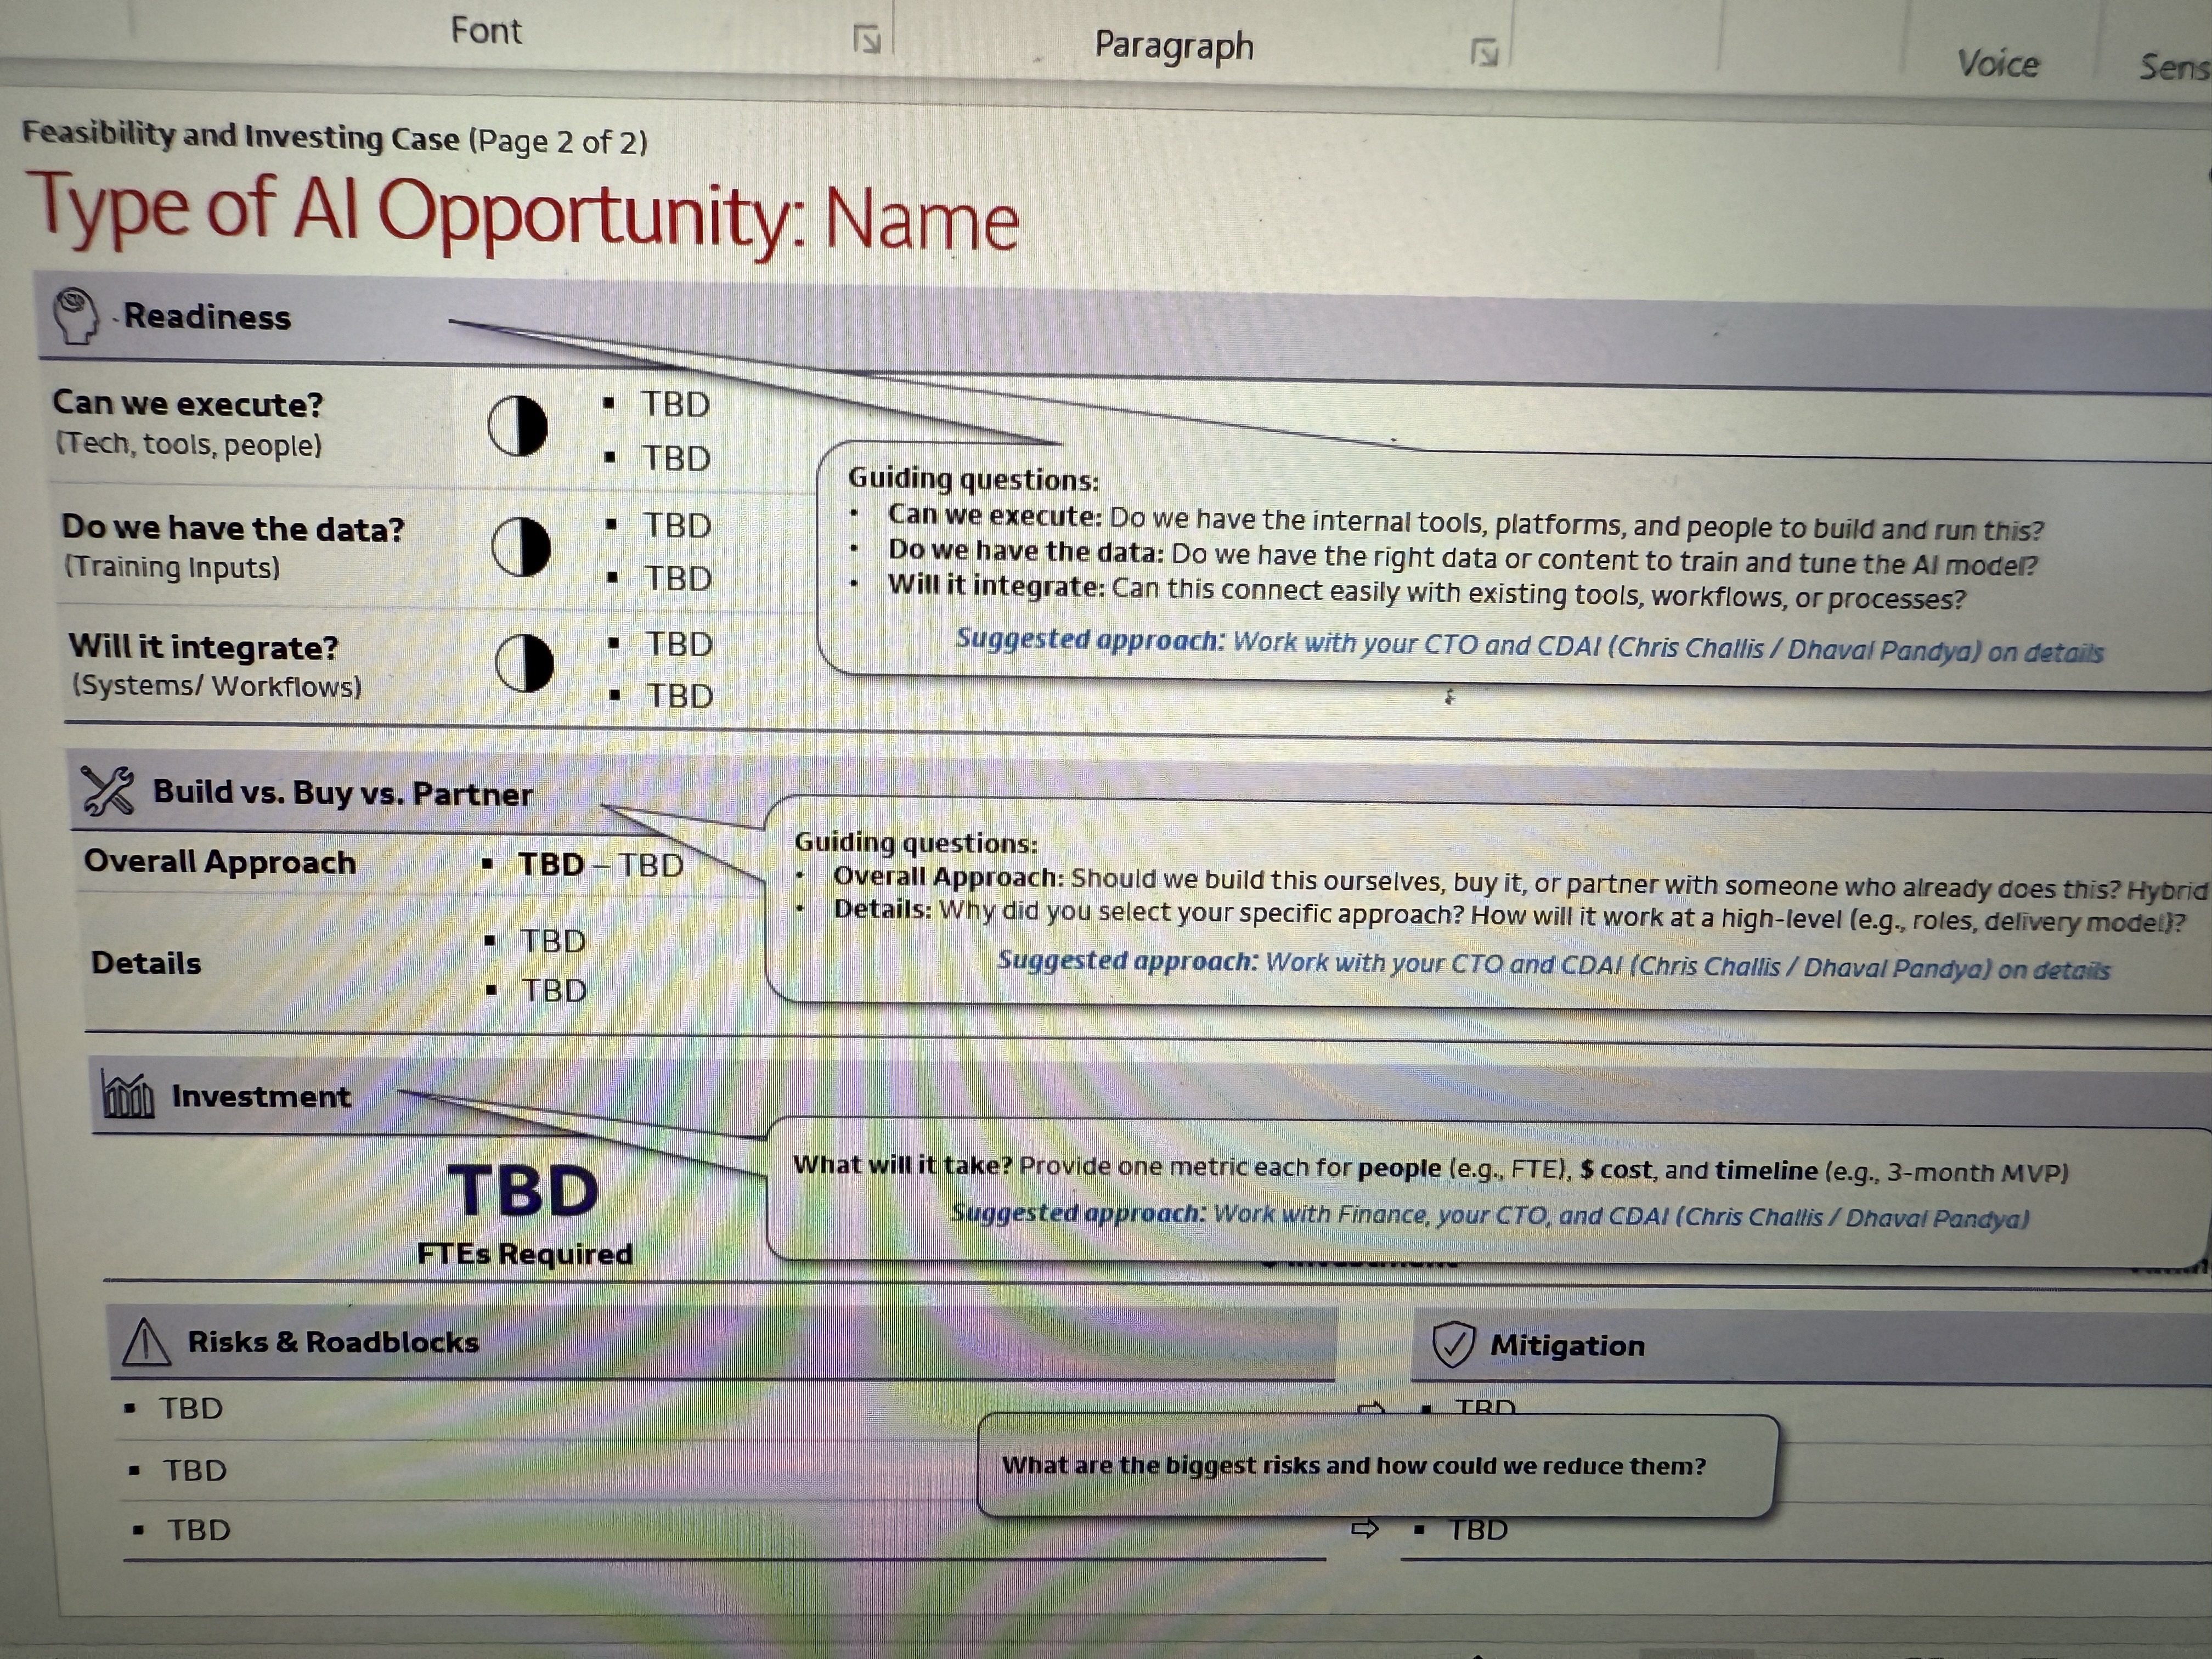 Font
Paragraph
Voice
Sens
Feasibility and Investing Case (Page 2 of 2)
Type of AI Opportunity: Name
Readiness
Can we execute?
(Tech, tools, people)
▪ TBD
▪ TBD
Do we have the data?
(Training Inputs)
▪ TBD
▪ TBD
Will it integrate?
(Systems/ Workflows)
▪ TBD
▪ TBD
Guiding questions:
• Can we execute: Do we have the internal tools, platforms, and people to build and run this?
• Do we have the data: Do we have the right data or content to train and tune the AI model?
• Will it integrate: Can this connect easily with existing tools, workflows, or processes?
Suggested approach: Work with your CTO and CDAI (Chris Challis / Dhaval Pandya) on details
Build vs. Buy vs. Partner
Overall Approach
▪ TBD – TBD
Details
▪ TBD
▪ TBD
Guiding questions:
• Overall Approach: Should we build this ourselves, buy it, or partner with someone who already does this? Hybrid
• Details: Why did you select your specific approach? How will it work at a high-level (e.g., roles, delivery model)?
Suggested approach: Work with your CTO and CDAI (Chris Challis / Dhaval Pandya) on details
Investment
TBD
FTEs Required
What will it take? Provide one metric each for people (e.g., FTE), $ cost, and timeline (e.g., 3-month MVP)
Suggested approach: Work with Finance, your CTO, and CDAI (Chris Challis / Dhaval Pandya)
Risks & Roadblocks
▪ TBD
▪ TBD
▪ TBD
Mitigation
▪ TBD
What are the biggest risks and how could we reduce them?
⇨ ▪ TBD